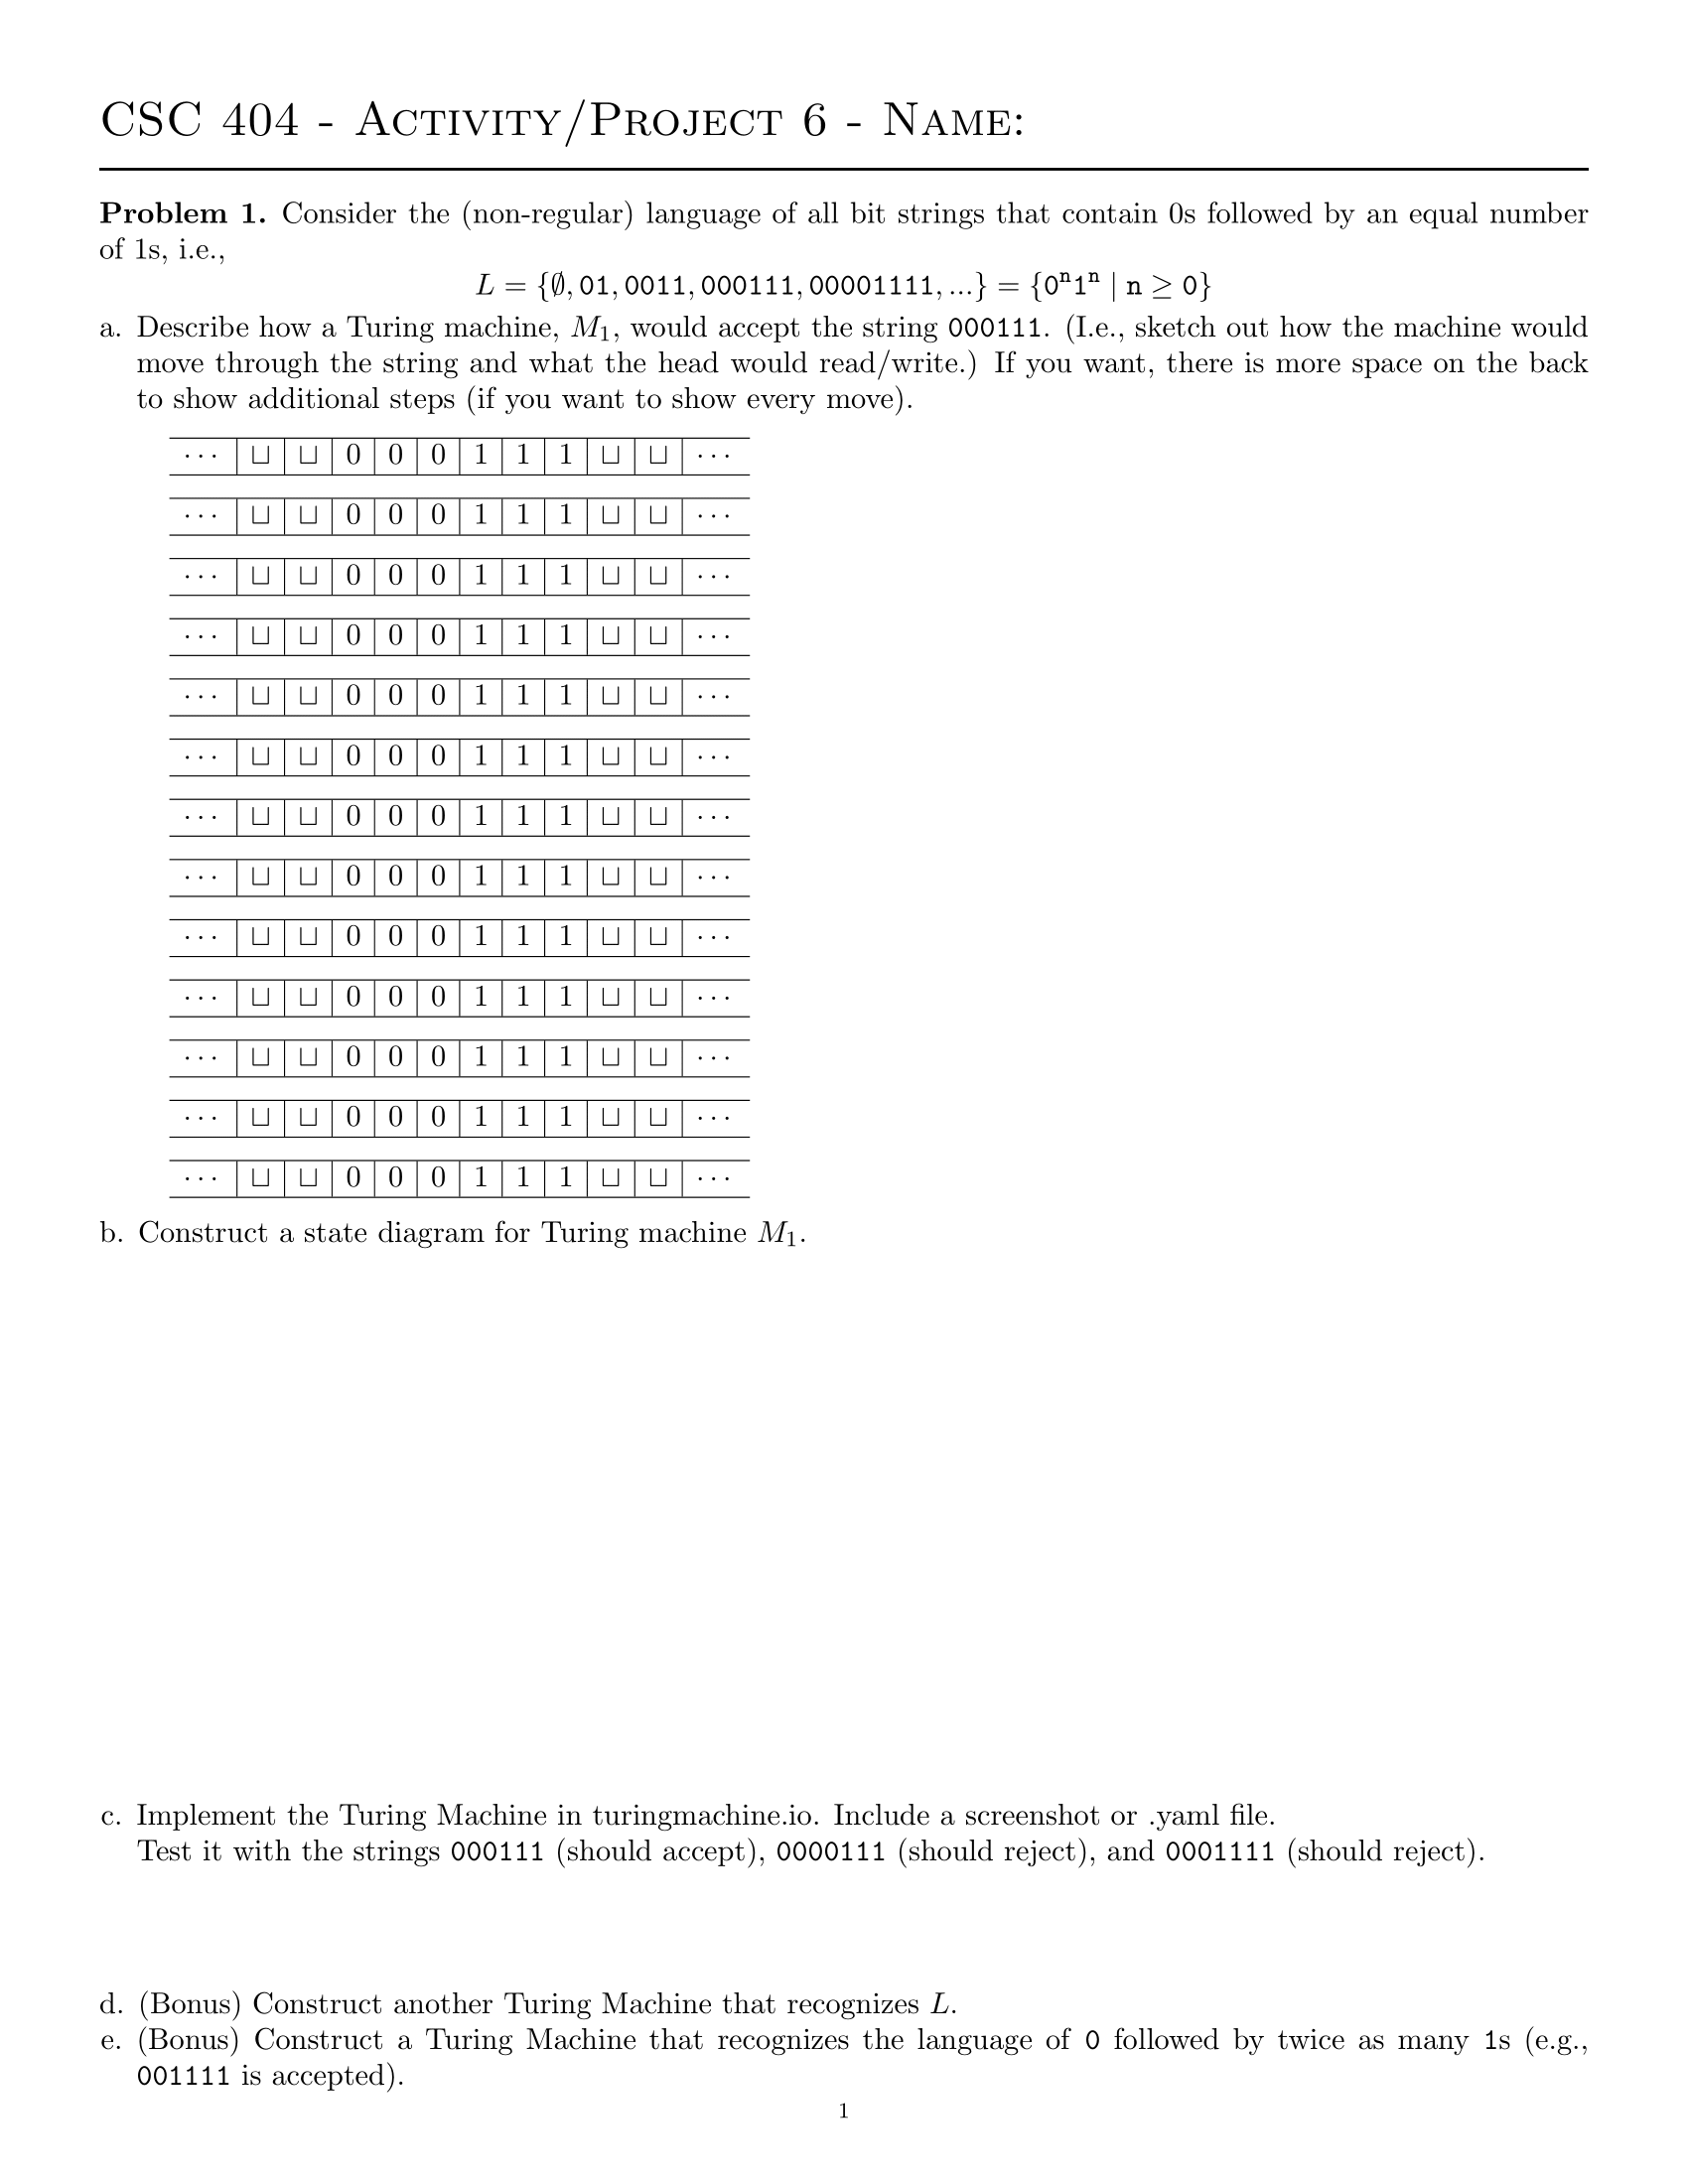 CSC 404 - Activity/Project 6 - Name:
Problem 1. Consider the (non-regular) language of all bit strings that contain 0s followed by an equal number
of 1s, i.e.,
L = {∅, 01, 0011, 000111, 00001111, ...} = {0ⁿ1ⁿ | n ≥ 0}
a. Describe how a Turing machine, M₁, would accept the string 000111. (I.e., sketch out how the machine would
move through the string and what the head would read/write.) If you want, there is more space on the back
to show additional steps (if you want to show every move).
··· ⊔ ⊔ 0 0 0 1 1 1 ⊔ ⊔ ···
··· ⊔ ⊔ 0 0 0 1 1 1 ⊔ ⊔ ···
··· ⊔ ⊔ 0 0 0 1 1 1 ⊔ ⊔ ···
··· ⊔ ⊔ 0 0 0 1 1 1 ⊔ ⊔ ···
··· ⊔ ⊔ 0 0 0 1 1 1 ⊔ ⊔ ···
··· ⊔ ⊔ 0 0 0 1 1 1 ⊔ ⊔ ···
··· ⊔ ⊔ 0 0 0 1 1 1 ⊔ ⊔ ···
··· ⊔ ⊔ 0 0 0 1 1 1 ⊔ ⊔ ···
··· ⊔ ⊔ 0 0 0 1 1 1 ⊔ ⊔ ···
··· ⊔ ⊔ 0 0 0 1 1 1 ⊔ ⊔ ···
··· ⊔ ⊔ 0 0 0 1 1 1 ⊔ ⊔ ···
··· ⊔ ⊔ 0 0 0 1 1 1 ⊔ ⊔ ···
··· ⊔ ⊔ 0 0 0 1 1 1 ⊔ ⊔ ···
b. Construct a state diagram for Turing machine M₁.
c. Implement the Turing Machine in turingmachine.io. Include a screenshot or .yaml file.
Test it with the strings 000111 (should accept), 0000111 (should reject), and 0001111 (should reject).
d. (Bonus) Construct another Turing Machine that recognizes L.
e. (Bonus) Construct a Turing Machine that recognizes the language of 0 followed by twice as many 1s (e.g.,
001111 is accepted).
1